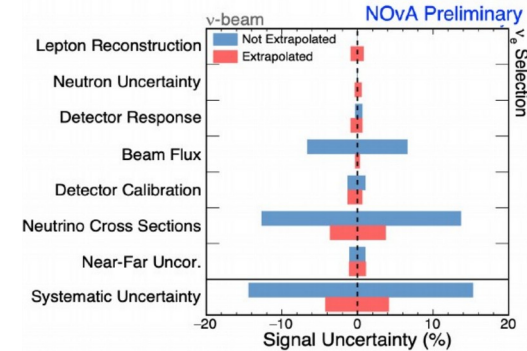 ν-beam
NOνA Preliminary
Not Extrapolated
Extrapolated
νe Selection
Lepton Reconstruction
Neutron Uncertainty
Detector Response
Beam Flux
Detector Calibration
Neutrino Cross Sections
Near-Far Uncor.
Systematic Uncertainty
−20 −10 0 10 20
Signal Uncertainty (%)